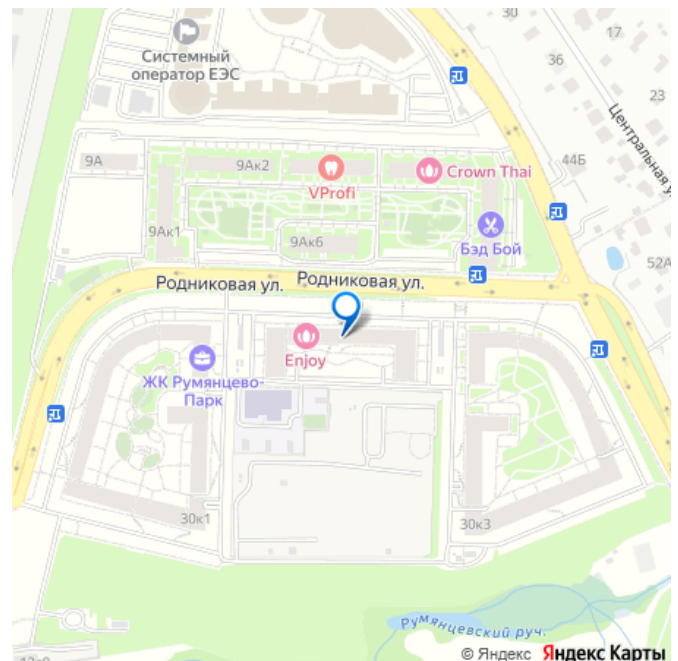 30
17
Системный
оператор ЕЭС
36
23
Центральная у
9А
9Ак2
VProfi
Crown Thai
44Б
9Ак1
9Ак6
Бэд Бой
52А
Родниковая ул.
Родниковая ул.
Enjoy
ЖК Румянцево-
Парк
30к1
30к3
Румянцевский руч.
© Яндекс Яндекс Карты